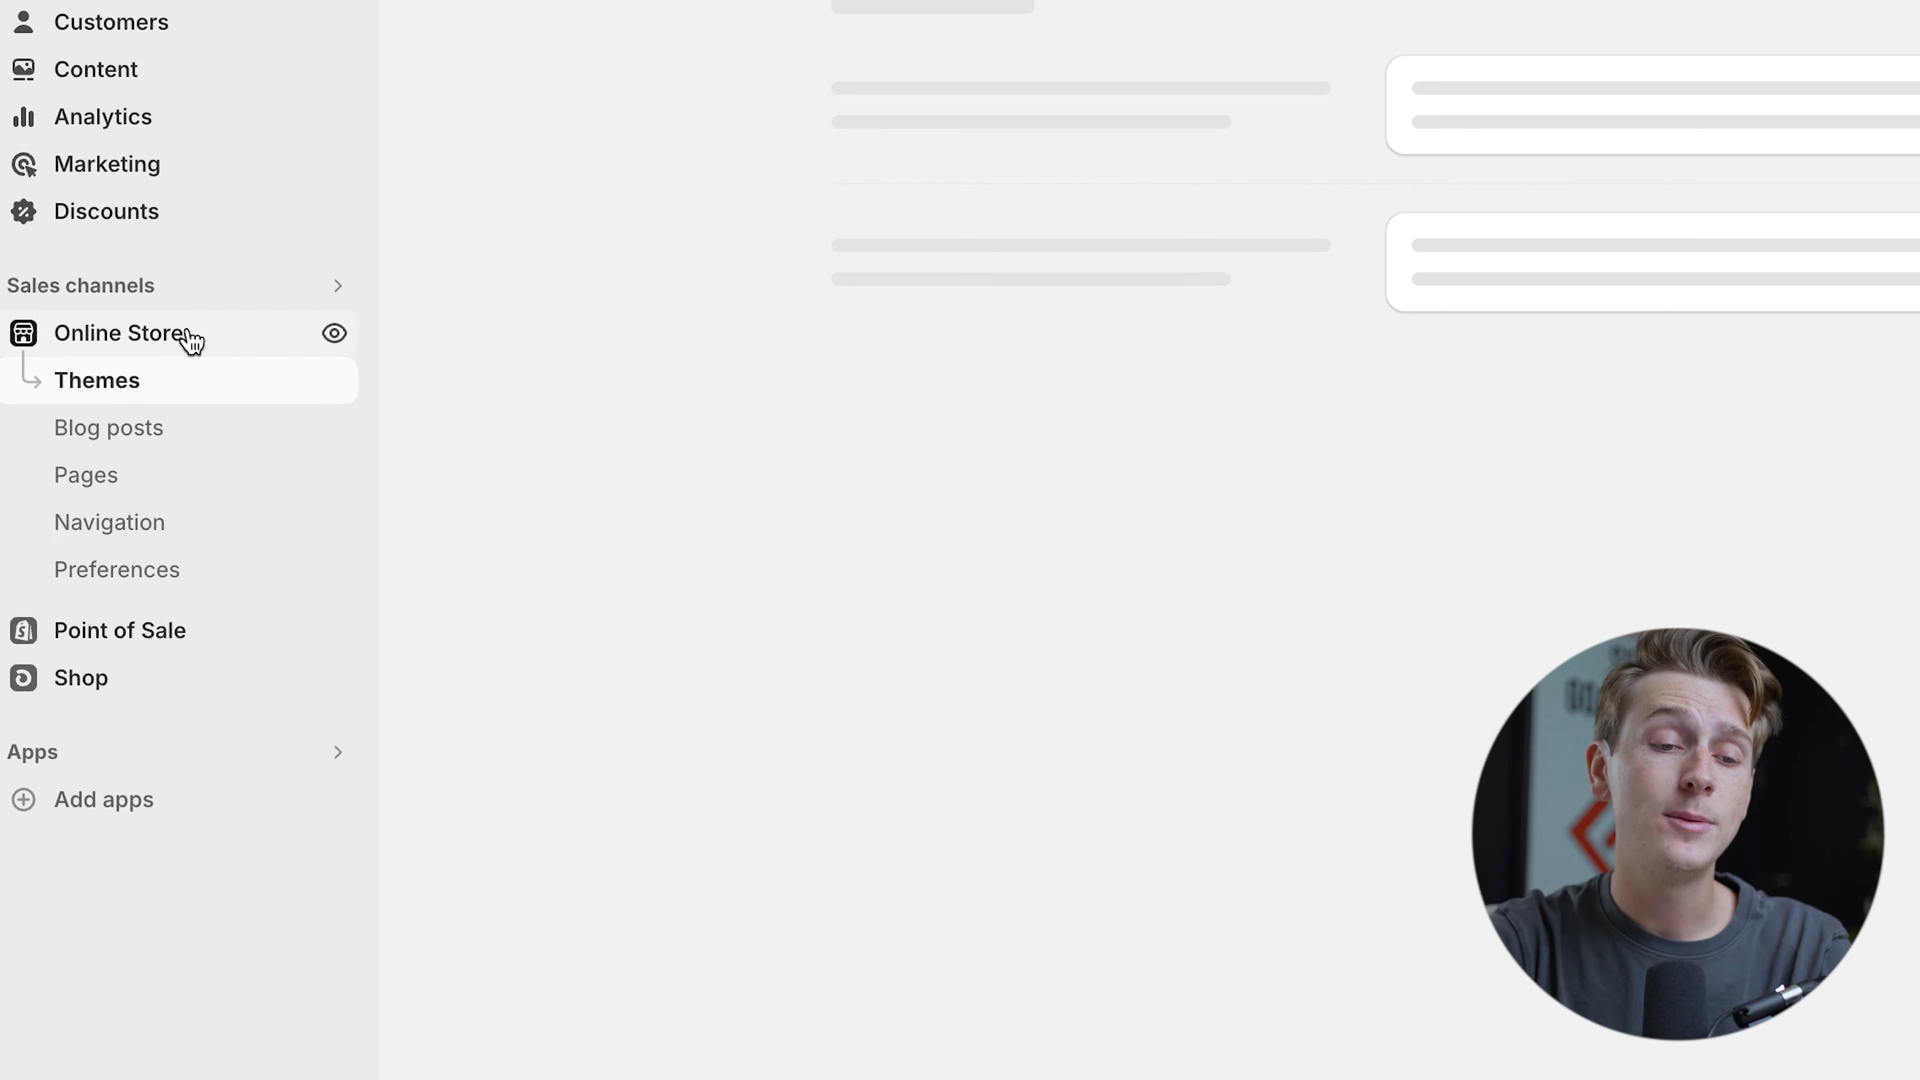 Customers
Content
Analytics
Marketing
Discounts
Sales channels
Online Store
Themes
Blog posts
Pages
Navigation
Preferences
Point of Sale
Shop
Apps
Add apps